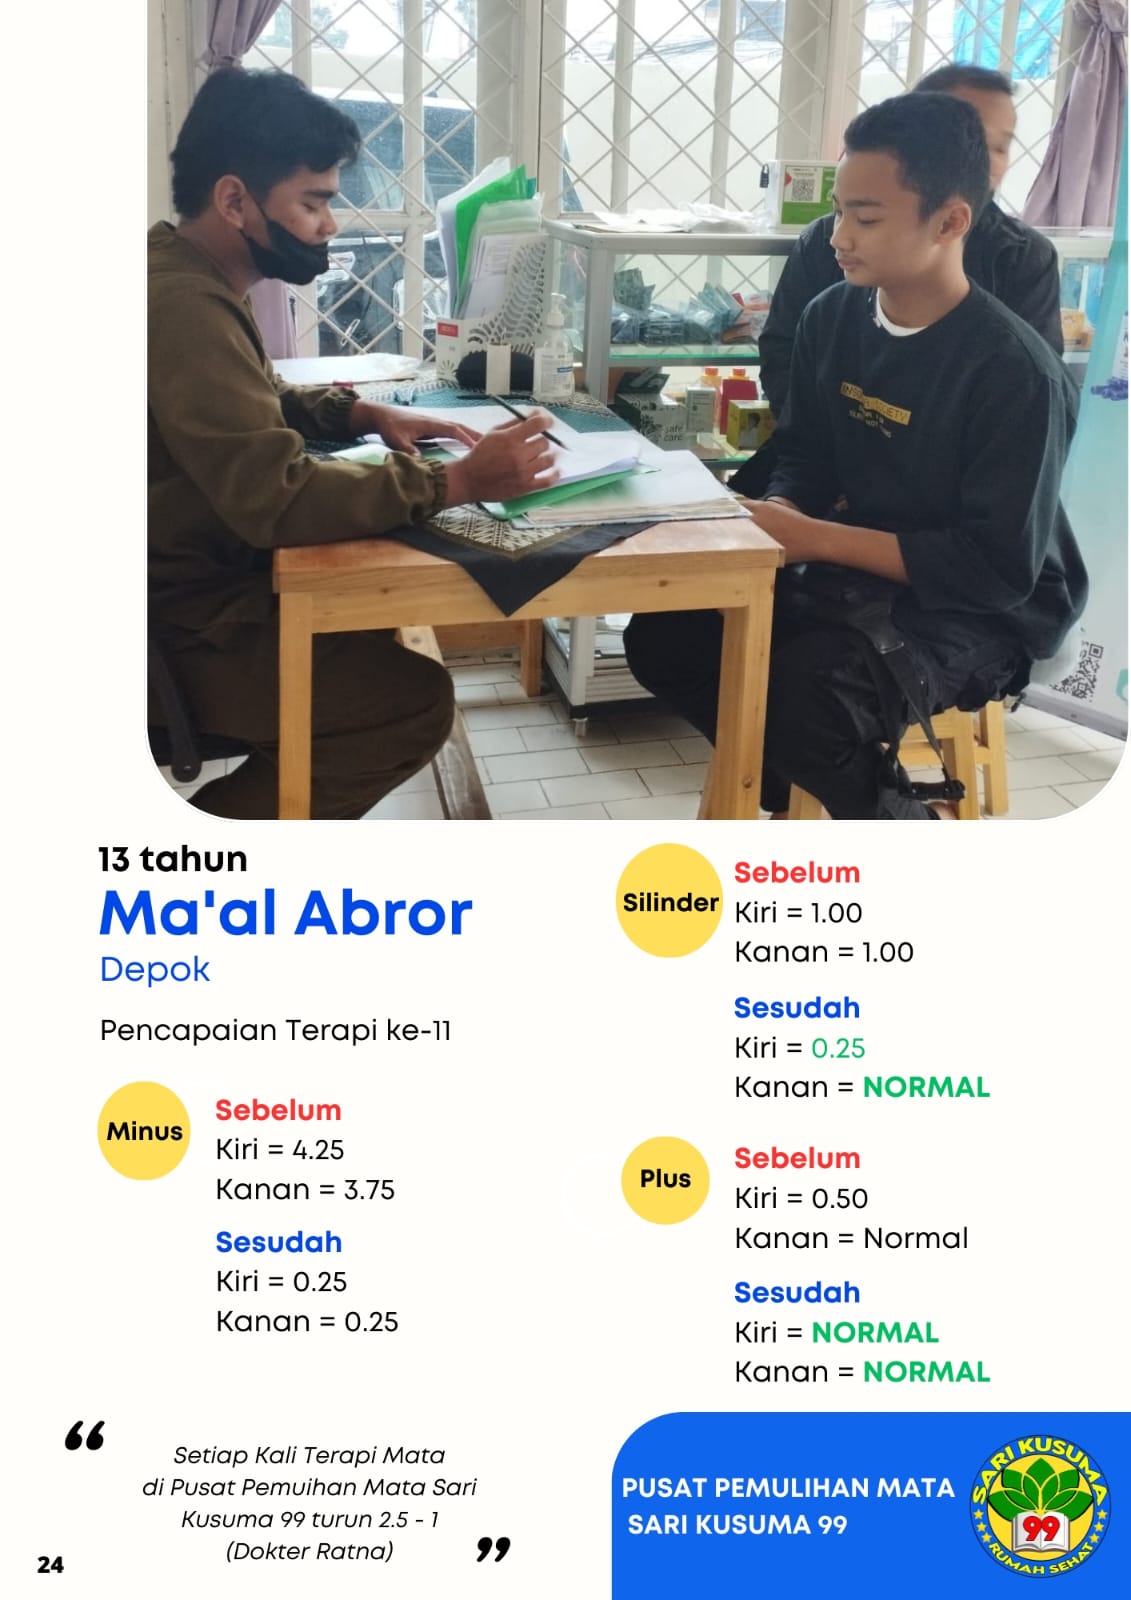 safe
care
13 tahun
Ma'al Abror
Depok
Pencapaian Terapi ke-11
Minus
Sebelum
Kiri = 4.25
Kanan = 3.75
Sesudah
Kiri = 0.25
Kanan = 0.25
Silinder
Sebelum
Kiri = 1.00
Kanan = 1.00
Sesudah
Kiri = 0.25
Kanan = NORMAL
Plus
Sebelum
Kiri = 0.50
Kanan = Normal
Sesudah
Kiri = NORMAL
Kanan = NORMAL
“
Setiap Kali Terapi Mata
di Pusat Pemuihan Mata Sari
Kusuma 99 turun 2.5 - 1
(Dokter Ratna)
”
24
PUSAT PEMULIHAN MATA
SARI KUSUMA 99
SARI KUSUMA
99
RUMAH SEHAT